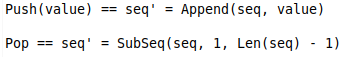 Push(value) == seq' = Append(seq, value)
Pop == seq' = SubSeq(seq, 1, Len(seq) - 1)